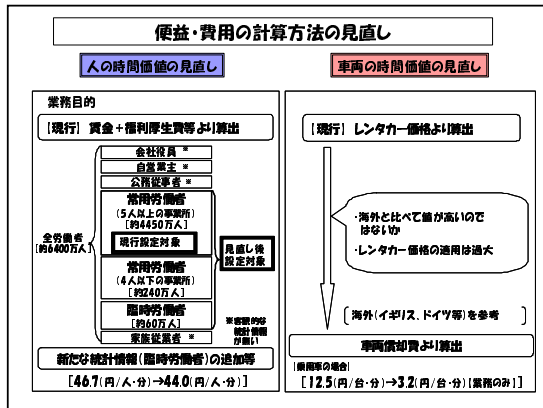 便益・費用の計算方法の見直し
人の時間価値の見直し
車両の時間価値の見直し
業務目的
【現行】 賃金+福利厚生費等より算出
会社役員 ※
自営業主 ※
公務従事者 ※
常用労働者
(5人以上の事業所)
[約4450万人]
現行設定対象
全労働者
[約6400万人]
見直し後
設定対象
常用労働者
(4人以下の事業所)
[約240万人]
臨時労働者
[約60万人]
家族従業者 ※
※客観的な
統計情報
が無い
新たな統計情報(臨時労働者)の追加等
[46.7(円/人・分)→44.0(円/人・分)]
【現行】 レンタカー価格より算出
・海外と比べて値が高いので
はないか
・レンタカー価格の適用は過大
海外(イギリス、ドイツ等)を参考
車両償却費より算出
[乗用車の場合]
[12.5(円/台・分)→3.2(円/台・分)【業務のみ】]